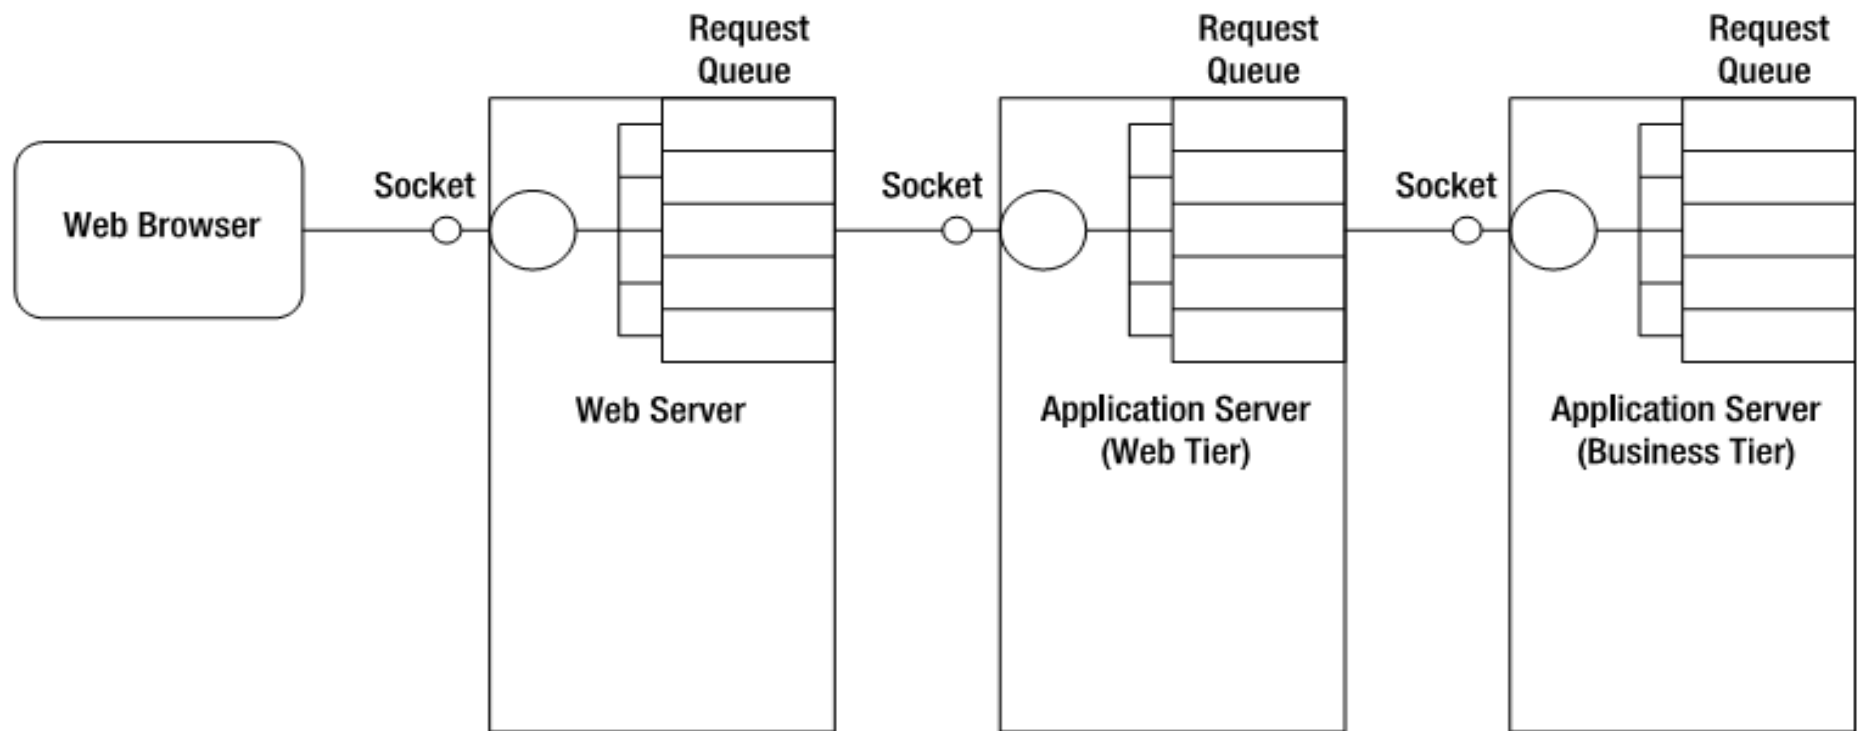 Request
Queue
Request
Queue
Request
Queue
Web Browser
Socket
Socket
Socket
Web Server
Application Server
(Web Tier)
Application Server
(Business Tier)